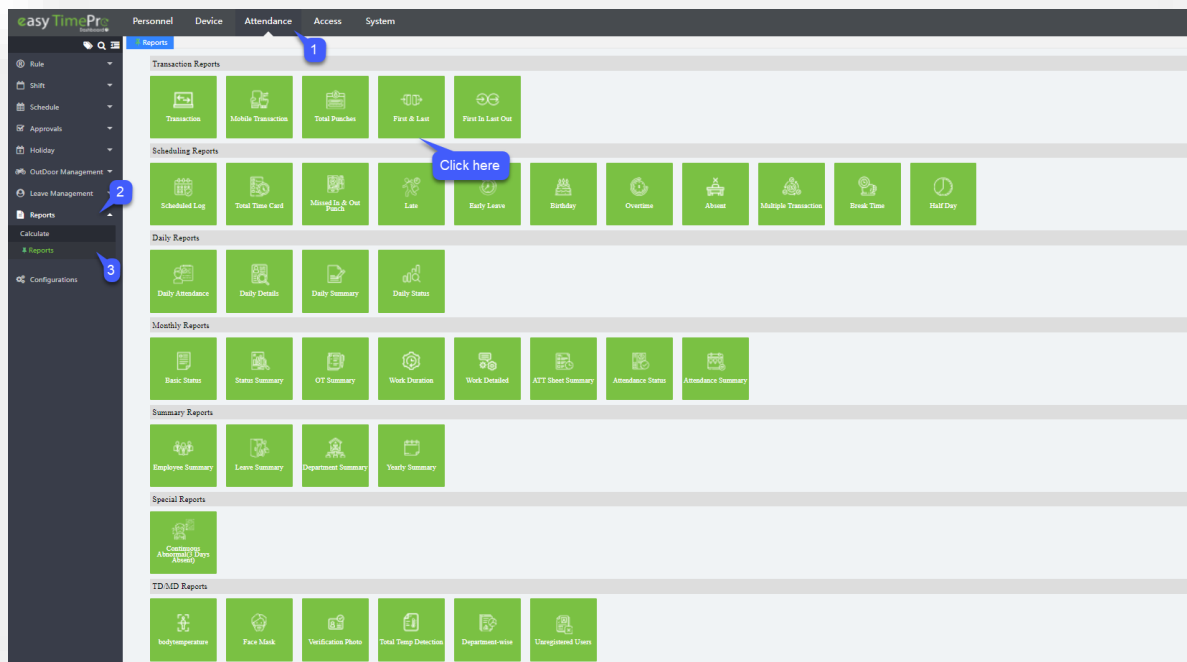 easy TimePro
Dashboard
Personnel Device Attendance Access System
Reports
1
Rule
Shift
Schedule
Approvals
Holiday
OutDoor Management
Leave Management
2
Reports
Calculate
Reports
3
Configurations
Transaction Reports
Transaction
Mobile Transaction
Total Punches
First & Last
First In Last Out
Click here
Scheduling Reports
Scheduled Log
Total Time Card
Missed In & Out
Punch
Late
Early Leave
Birthday
Overtime
Absent
Multiple Transaction
Break Time
Half Day
Daily Reports
Daily Attendance
Daily Details
Daily Summary
Daily Status
Monthly Reports
Basic Status
Status Summary
OT Summary
Work Duration
Work Detailed
ATT Sheet Summary
Attendance Status
Attendance Summary
Summary Reports
Employee Summary
Leave Summary
Department Summary
Yearly Summary
Special Reports
Continuous
Abnormal(3 Days
Absent)
TD/MD Reports
bodytemperature
Face Mask
Verification Photo
Total Temp Detection
Department-wise
Unregistered Users